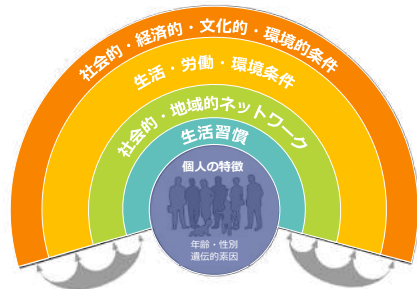 社会的・経済的・文化的・環境的条件
生活・労働・環境条件
社会的・地域的ネットワーク
生活習慣
個人の特徴
年齢・性別
遺伝的素因